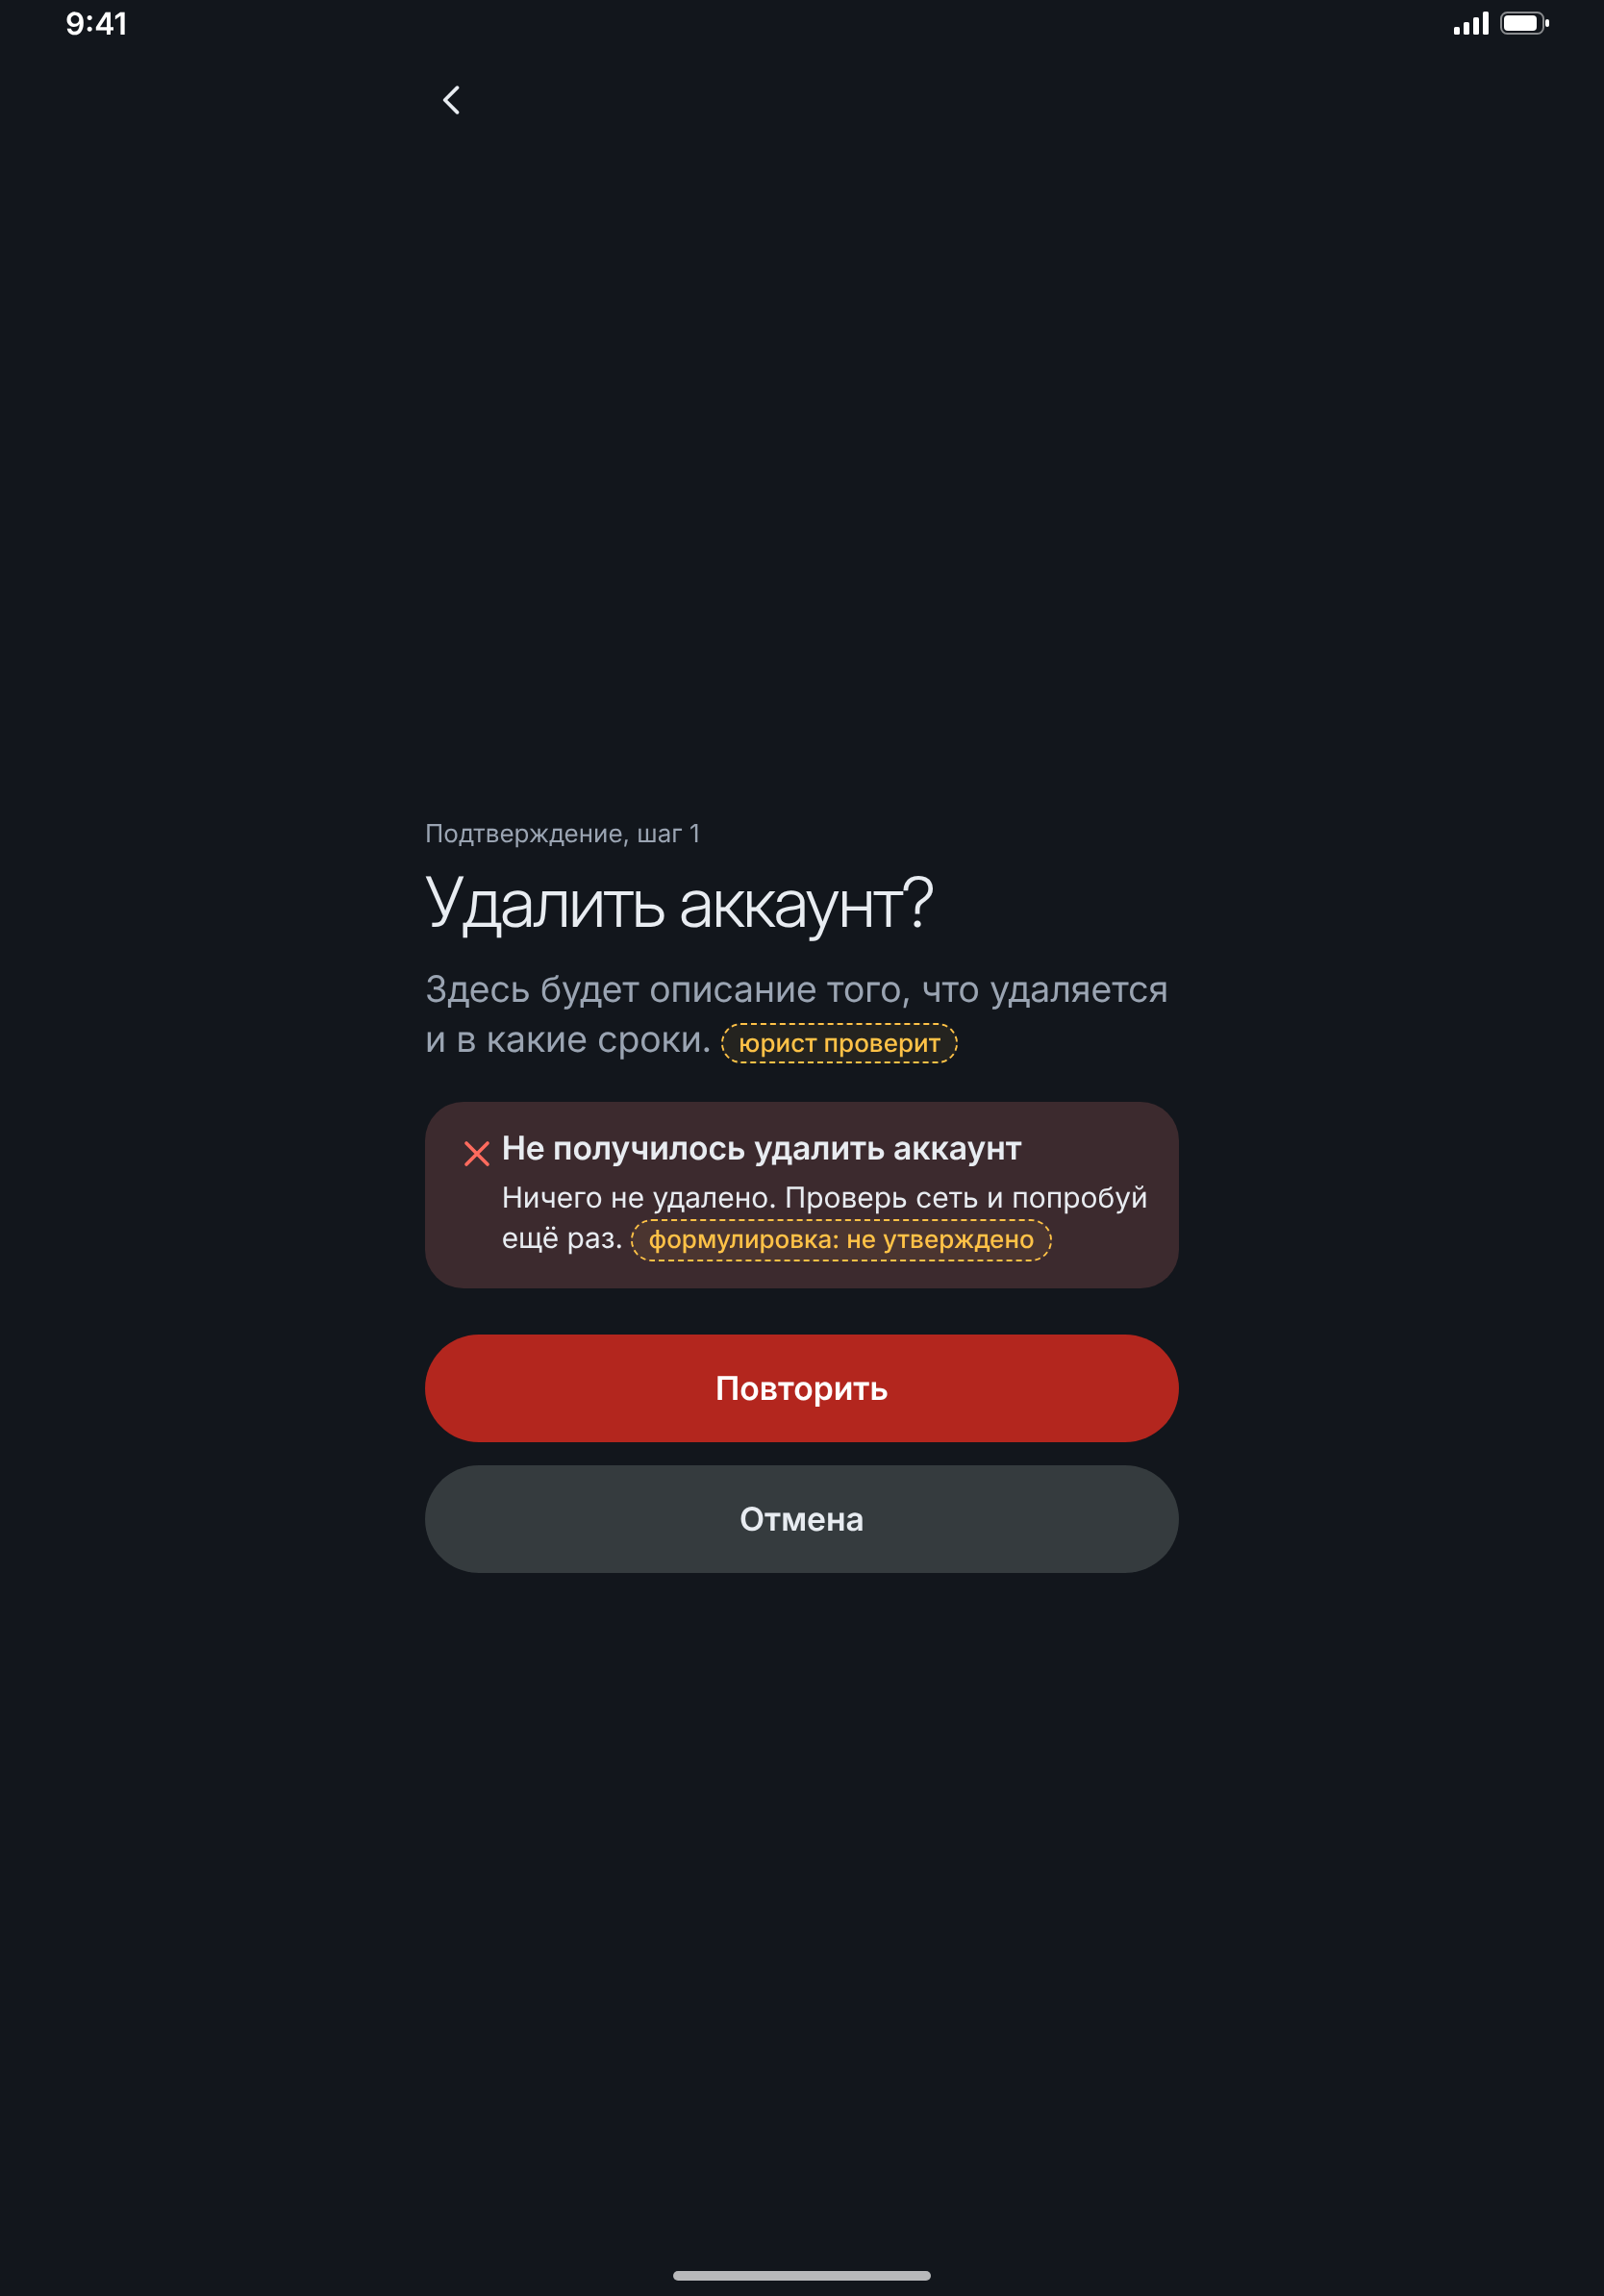 9:41
Подтверждение, шаг 1
Удалить аккаунт?
Здесь будет описание того, что удаляется
и в какие сроки. юрист проверит
Не получилось удалить аккаунт
Ничего не удалено. Проверь сеть и попробуй
ещё раз. формулировка: не утверждено
Повторить
Отмена